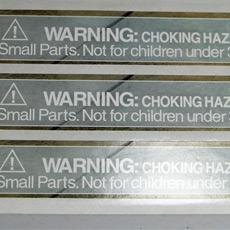 WARNING: CHOKING HAZ
Small Parts. Not for children under 3
WARNING: CHOKING HAZ
Small Parts. Not for children under
WARNING: CHOKING HAZ
Small Parts. Not for children under